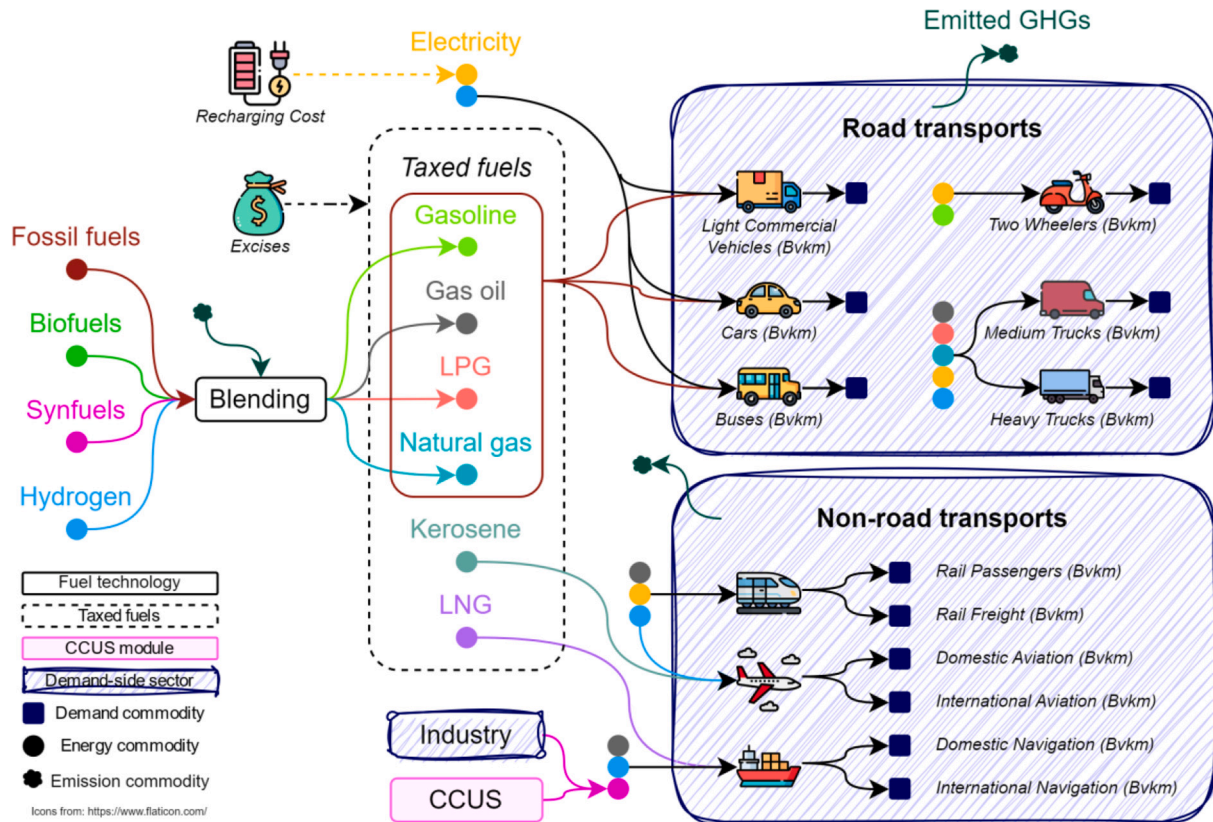 Emitted GHGs
Electricity
Recharging Cost
Road transports
Taxed fuels
Excises
Gasoline
Light Commercial
Vehicles (Bvkm)
Two Wheelers (Bvkm)
Fossil fuels
Gas oil
Biofuels
Cars (Bvkm)
Medium Trucks (Bvkm)
LPG
Synfuels
Blending
Buses (Bvkm)
Heavy Trucks (Bvkm)
Natural gas
Hydrogen
Non-road transports
Kerosene
Rail Passengers (Bvkm)
Fuel technology
Taxed fuels
LNG
Rail Freight (Bvkm)
CCUS module
Domestic Aviation (Bvkm)
Demand-side sector
International Aviation (Bvkm)
Demand commodity
Industry
Energy commodity
Domestic Navigation (Bvkm)
Emission commodity
CCUS
International Navigation (Bvkm)
Icons from: https://www.flaticon.com/